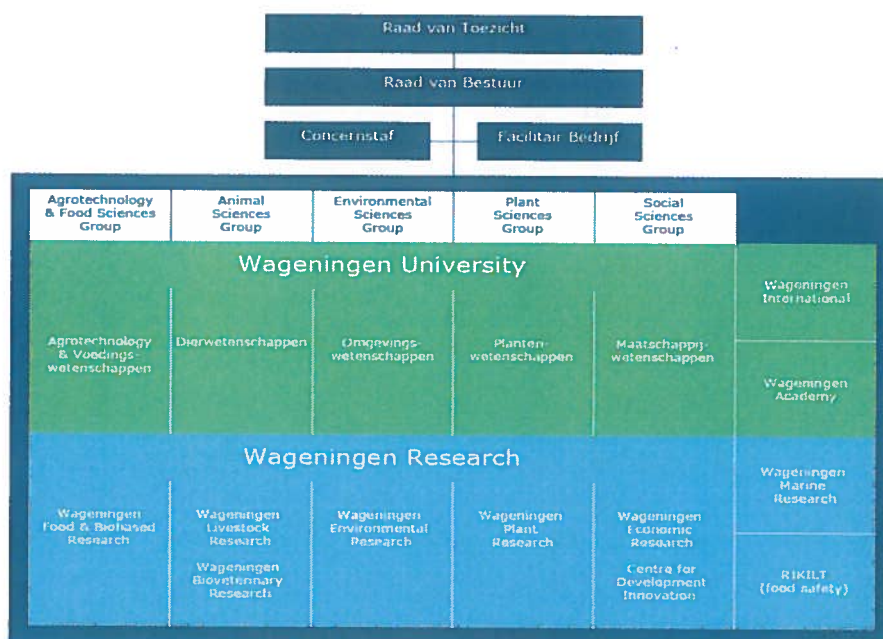 Raad van Toezicht
Raad van Bestuur
Concernstaf
Facilitair Bedrijf
Agrotechnology
& Food Sciences
Group
Animal
Sciences
Group
Environmental
Sciences
Group
Plant
Sciences
Group
Social
Sciences
Group
Wageningen University
Agrotechnology
& Voedings-
wetenschappen
Dierwetenschappen
Omgevings-
wetenschappen
Planten-
wetenschappen
Maatschappij-
wetenschappen
Wageningen
International
Wageningen
Academy
Wageningen Research
Wageningen
Food & Biobased
Research
Wageningen
Livestock
Research
Wageningen
Bioveterinary
Research
Wageningen
Environmental
Research
Wageningen
Plant
Research
Wageningen
Economic
Research
Centre for
Development
Innovation
Wageningen
Marine
Research
RIKILT
(food safety)